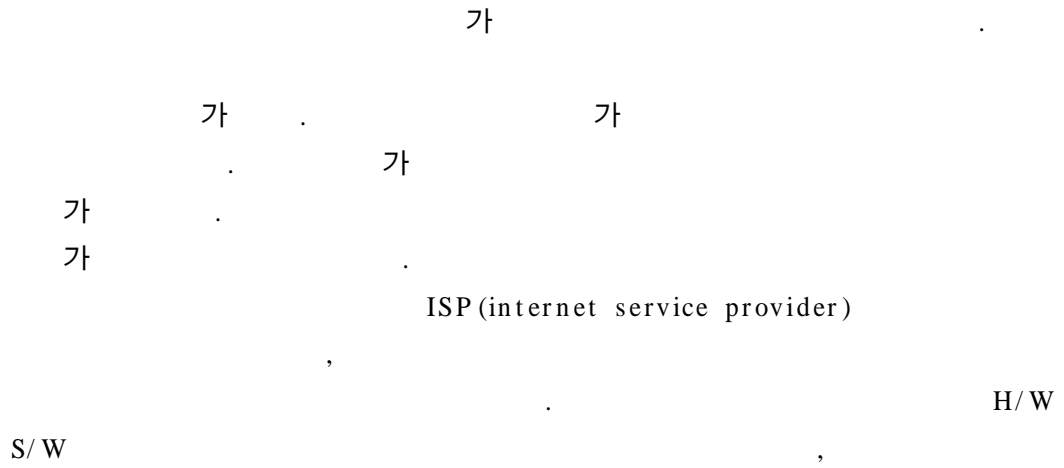 가 .
가 . 가
. 가
가 .
가 .
ISP(internet service provider)
,
. H/W
S/W ,